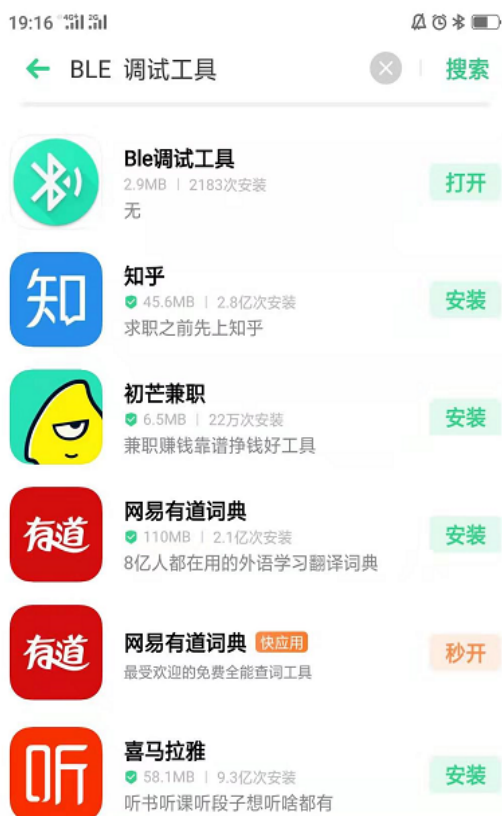 19:16 4G 2G
BLE 调试工具 搜索
Ble调试工具
2.9MB | 2183次安装
无
打开
知
知乎
45.6MB | 2.8亿次安装
求职之前先上知乎
安装
初芒兼职
6.5MB | 22万次安装
兼职赚钱靠谱挣钱好工具
安装
有道
网易有道词典
110MB | 2.1亿次安装
8亿人都在用的外语学习翻译词典
安装
有道
网易有道词典 快应用
最受欢迎的免费全能查词工具
秒开
听
喜马拉雅
58.1MB | 9.3亿次安装
听书听课听段子想听啥都有
安装